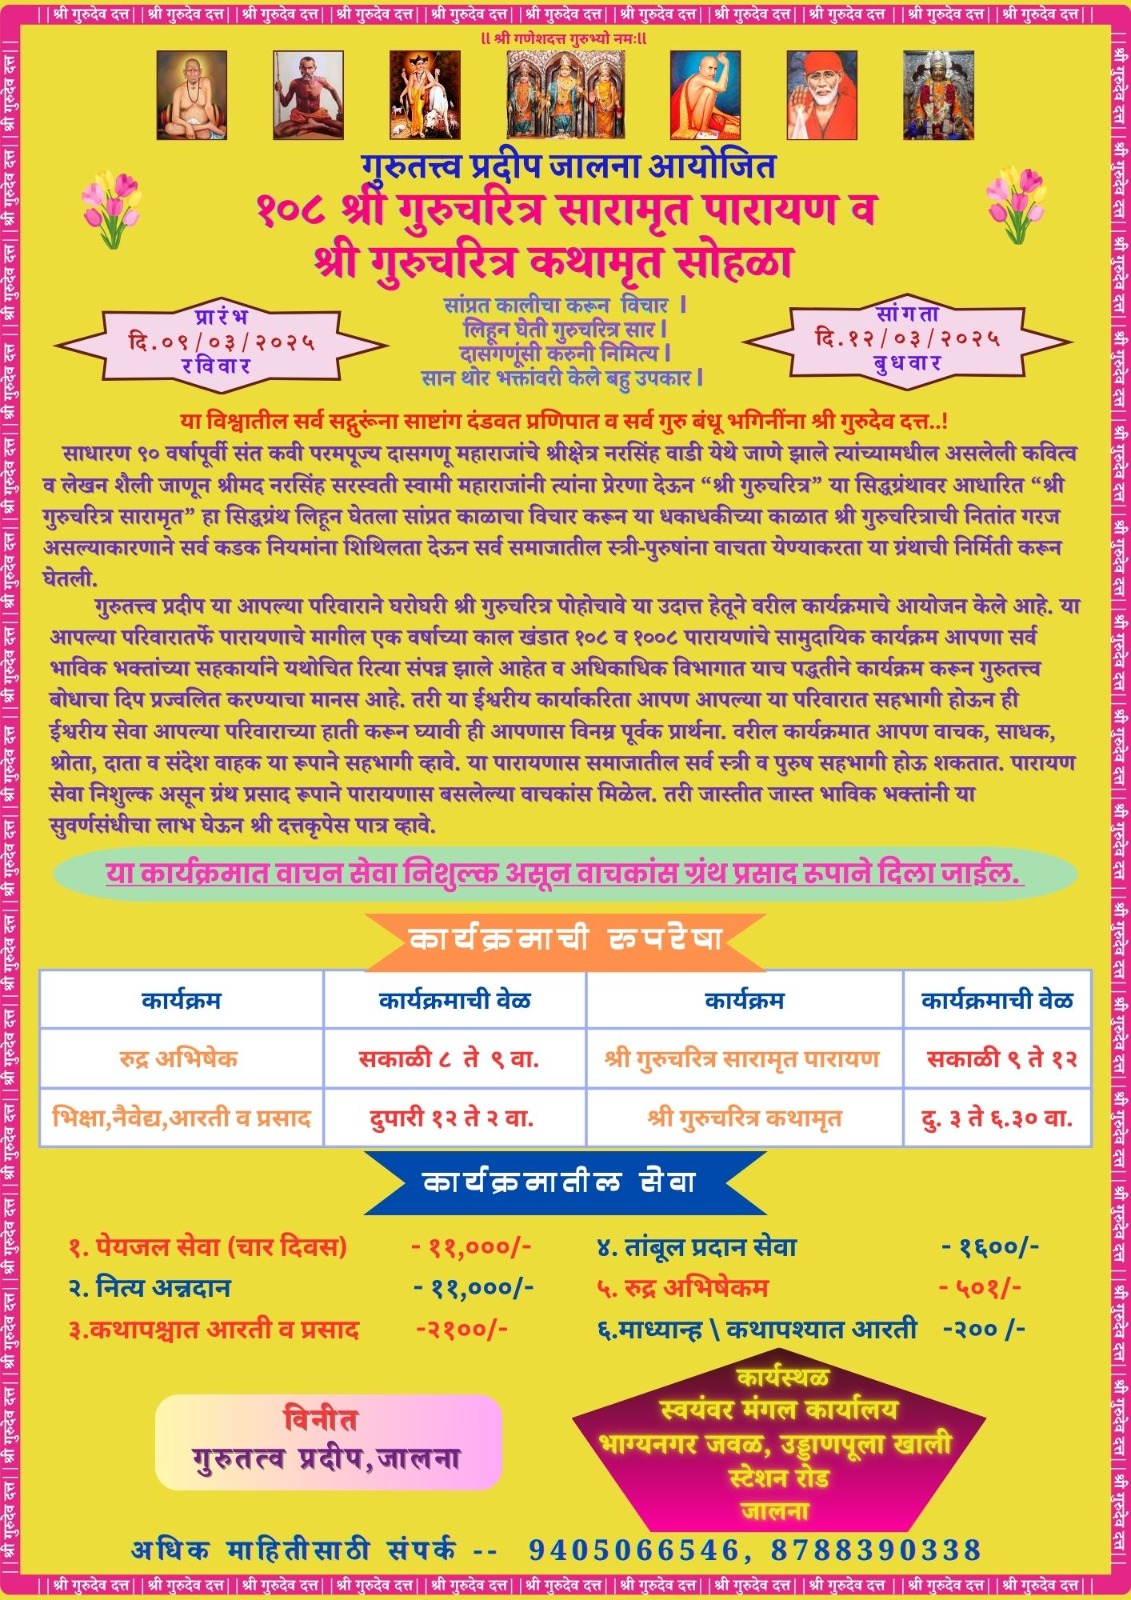 ||श्री गुरुदेव दत्त||श्री गुरुदेव दत्त||श्री गुरुदेव दत्त||श्री गुरुदेव दत्त||श्री गुरुदेव दत्त||श्री गुरुदेव दत्त||श्री गुरुदेव दत्त||श्री गुरुदेव दत्त||श्री गुरुदेव दत्त||श्री गुरुदेव दत्त||श्री गुरुदेव दत्त||
ll श्री गणेशदत्त गुरुभ्यो नमःll
गुरुतत्त्व प्रदीप जालना आयोजित
१०८ श्री गुरुचरित्र सारामृत पारायण व
श्री गुरुचरित्र कथामृत सोहळा
सांप्रत कालीचा करून विचार l
लिहून घेती गुरुचरित्र सार l
दासगणूंसी करुनी निमित्य l
सान थोर भक्तांवरी केले बहु उपकार l
प्रारंभ
दि.०९/०३/२०२५
रविवार
सांगता
दि.१२/०३/२०२५
बुधवार
या विश्वातील सर्व सद्गुरूंना साष्टांग दंडवत प्रणिपात व सर्व गुरु बंधू भगिनींना श्री गुरुदेव दत्त..!
साधारण ९० वर्षापूर्वी संत कवी परमपूज्य दासगणू महाराजांचे श्रीक्षेत्र नरसिंह वाडी येथे जाणे झाले त्यांच्यामधील असलेली कवित्व
व लेखन शैली जाणून श्रीमद नरसिंह सरस्वती स्वामी महाराजांनी त्यांना प्रेरणा देऊन “श्री गुरुचरित्र” या सिद्धग्रंथावर आधारित “श्री
गुरुचरित्र सारामृत” हा सिद्धग्रंथ लिहून घेतला सांप्रत काळाचा विचार करून या धकाधकीच्या काळात श्री गुरुचरित्राची नितांत गरज
असल्याकारणाने सर्व कडक नियमांना शिथिलता देऊन सर्व समाजातील स्त्री-पुरुषांना वाचता येण्याकरता या ग्रंथाची निर्मिती करून
घेतली.
गुरुतत्त्व प्रदीप या आपल्या परिवाराने घरोघरी श्री गुरुचरित्र पोहोचावे या उदात्त हेतूने वरील कार्यक्रमाचे आयोजन केले आहे. या
आपल्या परिवारातर्फे पारायणाचे मागील एक वर्षाच्या काल खंडात १०८ व १००८ पारायणांचे सामुदायिक कार्यक्रम आपणा सर्व
भाविक भक्तांच्या सहकार्याने यथोचित रित्या संपन्न झाले आहेत व अधिकाधिक विभागात याच पद्धतीने कार्यक्रम करून गुरुतत्त्व
बोधाचा दिप प्रज्वलित करण्याचा मानस आहे. तरी या ईश्वरीय कार्याकरिता आपण आपल्या या परिवारात सहभागी होऊन ही
ईश्वरीय सेवा आपल्या परिवाराच्या हाती करून घ्यावी ही आपणास विनम्र पूर्वक प्रार्थना. वरील कार्यक्रमात आपण वाचक, साधक,
श्रोता, दाता व संदेश वाहक या रूपाने सहभागी व्हावे. या पारायणास समाजातील सर्व स्त्री व पुरुष सहभागी होऊ शकतात. पारायण
सेवा निशुल्क असून ग्रंथ प्रसाद रूपाने पारायणास बसलेल्या वाचकांस मिळेल. तरी जास्तीत जास्त भाविक भक्तांनी या
सुवर्णसंधीचा लाभ घेऊन श्री दत्तकृपेस पात्र व्हावे.
या कार्यक्रमात वाचन सेवा निशुल्क असून वाचकांस ग्रंथ प्रसाद रूपाने दिला जाईल.
कार्यक्रमाची रुपरेषा
कार्यक्रम कार्यक्रमाची वेळ कार्यक्रम कार्यक्रमाची वेळ
रुद्र अभिषेक सकाळी ८ ते ९ वा. श्री गुरुचरित्र सारामृत पारायण सकाळी ९ ते १२
भिक्षा,नैवेद्य,आरती व प्रसाद दुपारी १२ ते २ वा. श्री गुरुचरित्र कथामृत दु. ३ ते ६.३० वा.
कार्यक्रमातील सेवा
१. पेयजल सेवा (चार दिवस) - ११,०००/-
२. नित्य अन्नदान - ११,०००/-
३.कथापश्चात आरती व प्रसाद -२१००/-
४. तांबूल प्रदान सेवा - १६००/-
५. रुद्र अभिषेकम - ५०१/-
६.माध्यान्ह \ कथापश्यात आरती -२०० /-
विनीत
गुरुतत्व प्रदीप,जालना
कार्यस्थळ
स्वयंवर मंगल कार्यालय
भाग्यनगर जवळ, उड्डाणपूला खाली
स्टेशन रोड
जालना
अधिक माहितीसाठी संपर्क -- 9405066546, 8788390338
||श्री गुरुदेव दत्त||श्री गुरुदेव दत्त||श्री गुरुदेव दत्त||श्री गुरुदेव दत्त||श्री गुरुदेव दत्त||श्री गुरुदेव दत्त||श्री गुरुदेव दत्त||श्री गुरुदेव दत्त||श्री गुरुदेव दत्त||श्री गुरुदेव दत्त||श्री गुरुदेव दत्त||